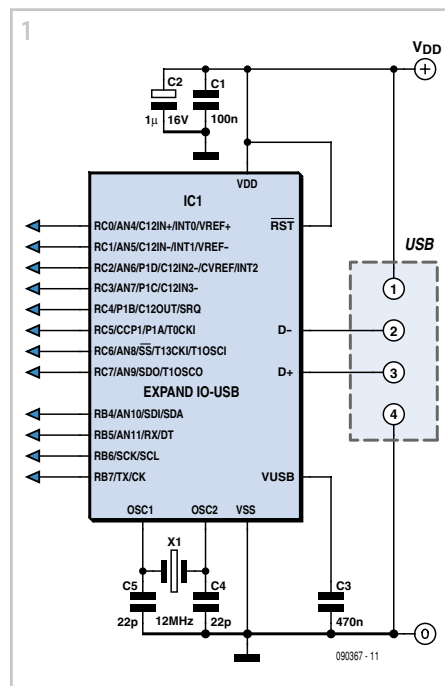 1
VDD
+
C2
C1
1µ
16V
100n
VDD
IC1
RST
USB
RC0/AN4/C12IN+/INT0/VREF+
RC1/AN5/C12IN–/INT1/VREF–
RC2/AN6/P1D/C12IN2–/CVREF/INT2
RC3/AN7/P1C/C12IN3–
1
RC4/P1B/C12OUT/SRQ
RC5/CCP1/P1A/T0CKI
D–
2
RC6/AN8/SS/T13CKI/T1OSCI
RC7/AN9/SDO/T1OSCO
D+
3
EXPAND IO-USB
RB4/AN10/SDI/SDA
4
RB5/AN11/RX/DT
RB6/SCK/SCL
RB7/TX/CK
VUSB
OSC1
OSC2
VSS
X1
C5
C4
C3
22p
12MHz
22p
470n
0
090367 - 11